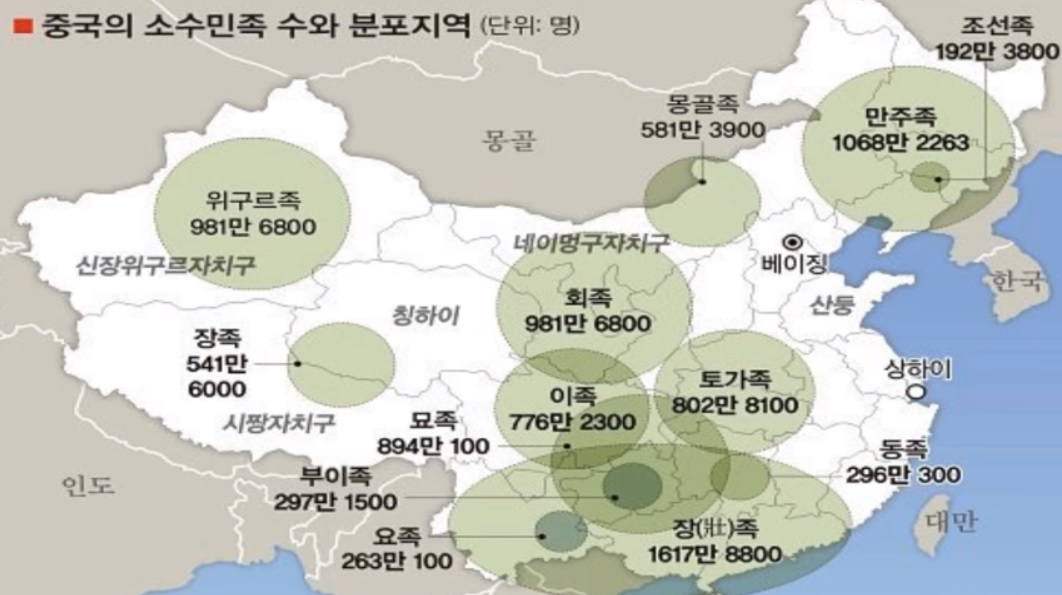 ■ 중국의 소수민족 수와 분포지역 (단위: 명)
조선족
192만 3800
몽골족
581만 3900
만주족
1068만 2263
몽골
위구르족
981만 6800
네이멍구자치구
베이징
신장위구르자치구
한국
회족
981만 6800
산둥
칭하이
장족
541만
6000
상하이
토가족
802만 8100
이족
776만 2300
시짱자치구
묘족
894만 100
동족
296만 300
인도
부이족
297만 1500
대만
장(壯)족
1617만 8800
요족
263만 100